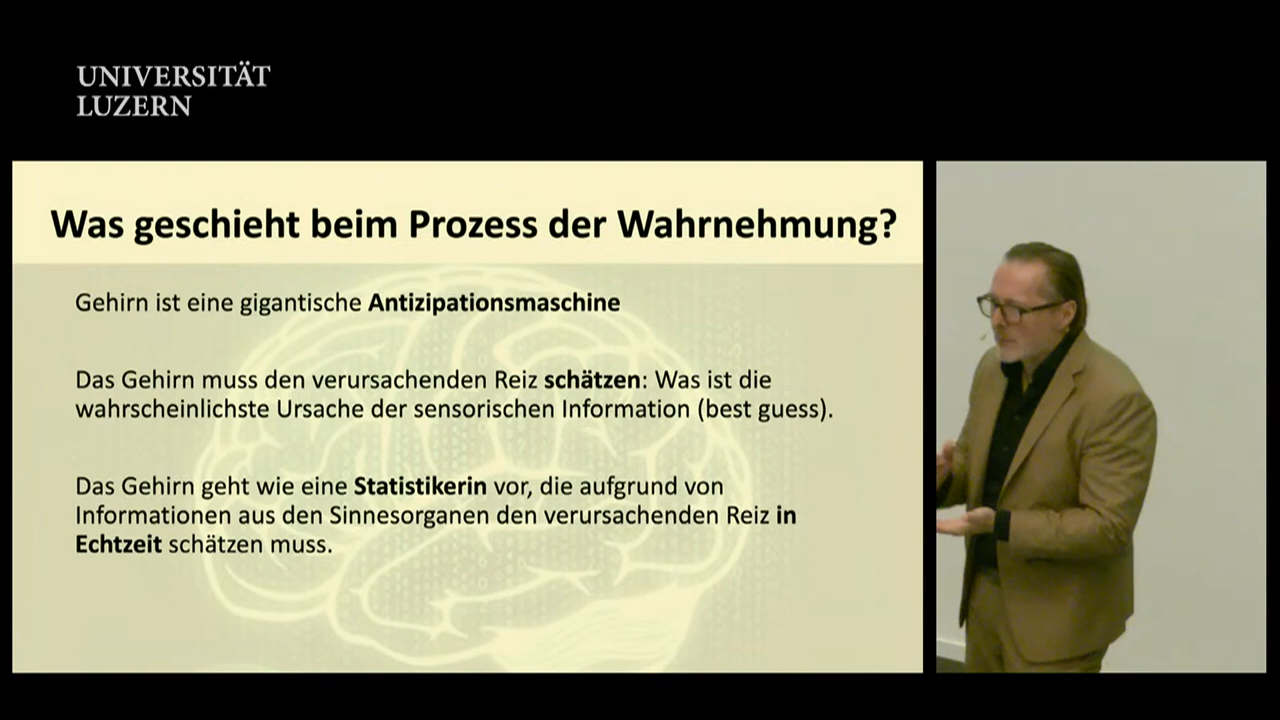 UNIVERSITÄT
LUZERN
Was geschieht beim Prozess der Wahrnehmung?
Gehirn ist eine gigantische Antizipationsmaschine
Das Gehirn muss den verursachenden Reiz schätzen: Was ist die
wahrscheinlichste Ursache der sensorischen Information (best guess).
Das Gehirn geht wie eine Statistikerin vor, die aufgrund von
Informationen aus den Sinnesorganen den verursachenden Reiz in
Echtzeit schätzen muss.